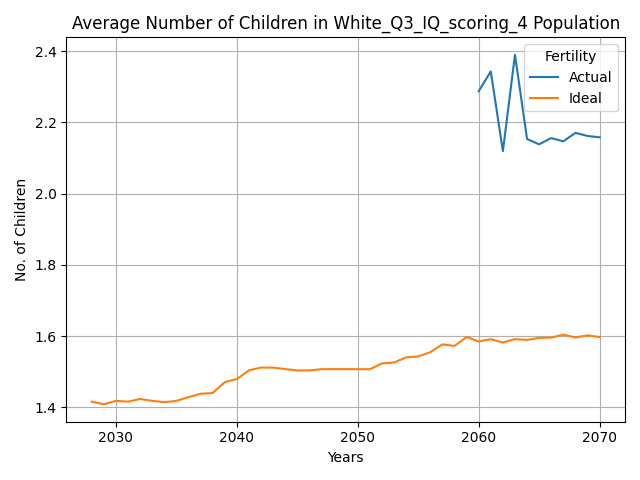 Average Number of Children in White_Q3_IQ_scoring_4 Population
Fertility
Actual
Ideal
No. of Children
2.4
2.2
2.0
1.8
1.6
1.4
2030 2040 2050 2060 2070
Years